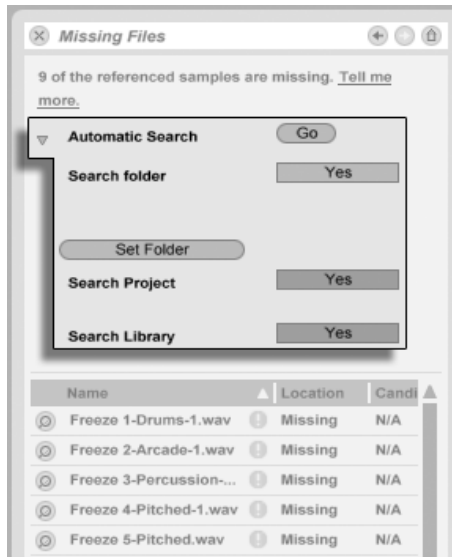 Missing Files
9 of the referenced samples are missing. Tell me
more.
Automatic Search Go
Search folder Yes
Set Folder
Search Project Yes
Search Library Yes
Name Location Candi
Freeze 1-Drums-1.wav Missing N/A
Freeze 2-Arcade-1.wav Missing N/A
Freeze 3-Percussion-... Missing N/A
Freeze 4-Pitched-1.wav Missing N/A
Freeze 5-Pitched.wav Missing N/A